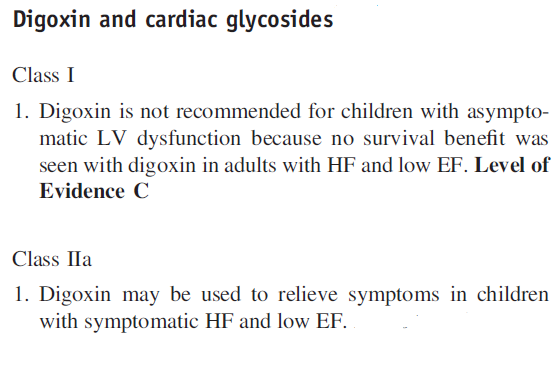 Digoxin and cardiac glycosides
Class I
1. Digoxin is not recommended for children with asympto-
matic LV dysfunction because no survival benefit was
seen with digoxin in adults with HF and low EF. Level of
Evidence C
Class IIa
1. Digoxin may be used to relieve symptoms in children
with symptomatic HF and low EF.